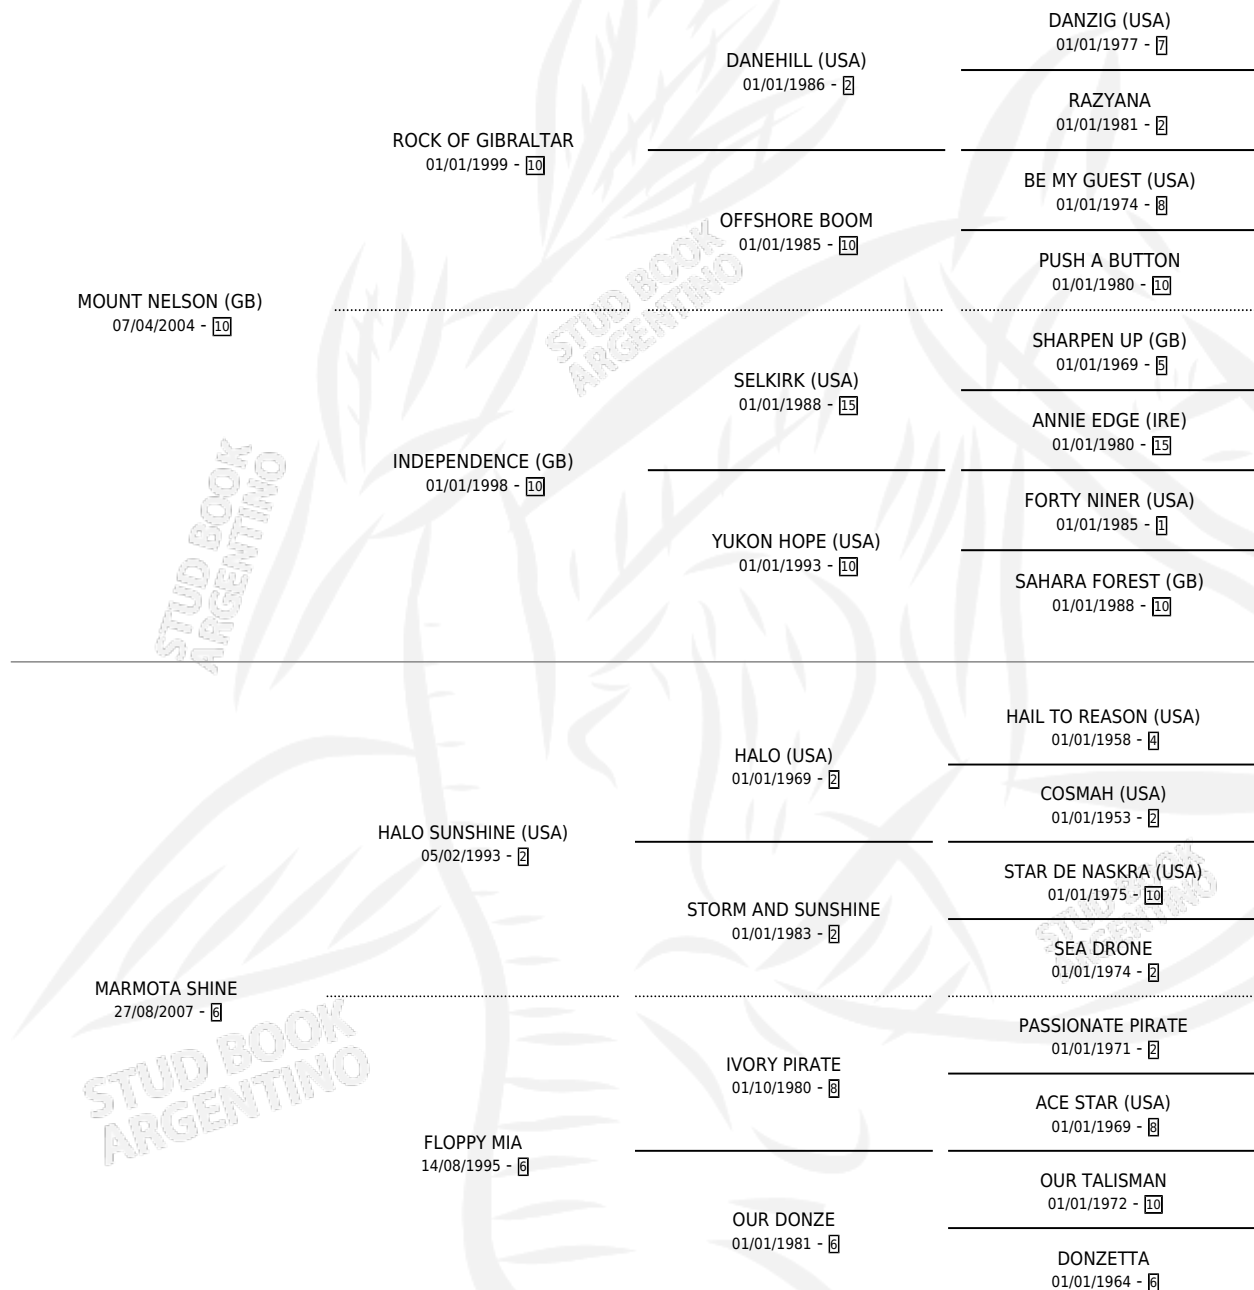 DANZIG (USA)
01/01/1977 - 7
DANEHILL (USA)
01/01/1986 - 2
RAZYANA
01/01/1981 - 2
ROCK OF GIBRALTAR
01/01/1999 - 10
BE MY GUEST (USA)
01/01/1974 - 8
OFFSHORE BOOM
01/01/1985 - 10
PUSH A BUTTON
01/01/1980 - 10
MOUNT NELSON (GB)
07/04/2004 - 10
STUD BOOK
ARGENTINO
SHARPEN UP (GB)
01/01/1969 - 5
SELKIRK (USA)
01/01/1988 - 15
ANNIE EDGE (IRE)
01/01/1980 - 15
INDEPENDENCE (GB)
01/01/1998 - 10
FORTY NINER (USA)
01/01/1985 - 1
YUKON HOPE (USA)
01/01/1993 - 10
SAHARA FOREST (GB)
01/01/1988 - 10
STUD BOOK
ARGENTINO
HAIL TO REASON (USA)
01/01/1958 - 4
HALO (USA)
01/01/1969 - 2
COSMAH (USA)
01/01/1953 - 2
HALO SUNSHINE (USA)
05/02/1993 - 2
STAR DE NASKRA (USA)
01/01/1975 - 10
STORM AND SUNSHINE
01/01/1983 - 2
SEA DRONE
01/01/1974 - 2
STUD BOOK
ARGENTINO
MARMOTA SHINE
27/08/2007 - 6
PASSIONATE PIRATE
01/01/1971 - 2
IVORY PIRATE
01/10/1980 - 8
ACE STAR (USA)
01/01/1969 - 8
STUD BOOK
ARGENTINO
FLOPPY MIA
14/08/1995 - 6
OUR TALISMAN
01/01/1972 - 10
OUR DONZE
01/01/1981 - 6
DONZETTA
01/01/1964 - 6